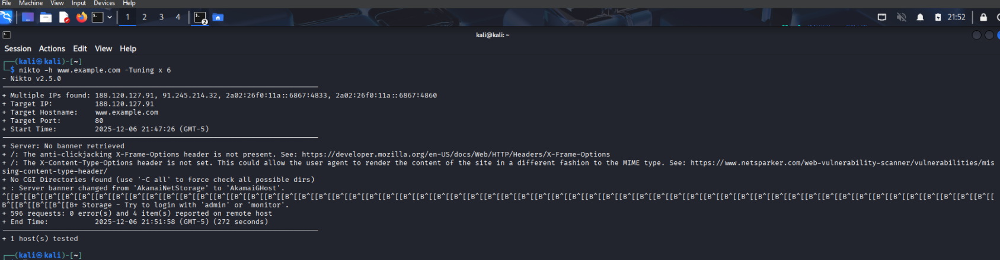 File Machine View Input Devices Help
1 2 3 4 2 21:52
kali@kali: ~
Session Actions Edit View Help
┌──(kali㉿kali)-[~]
└─$ nikto -h www.example.com -Tuning x 6
- Nikto v2.5.0
---------------------------------------------------------------------------
+ Multiple IPs found: 188.120.127.91, 91.245.214.32, 2a02:26f0:11a::6867:4833, 2a02:26f0:11a::6867:4860
+ Target IP: 188.120.127.91
+ Target Hostname: www.example.com
+ Target Port: 80
+ Start Time: 2025-12-06 21:47:26 (GMT-5)
---------------------------------------------------------------------------
+ Server: No banner retrieved
+ /: The anti-clickjacking X-Frame-Options header is not present. See: https://developer.mozilla.org/en-US/docs/Web/HTTP/Headers/X-Frame-Options
+ /: The X-Content-Type-Options header is not set. This could allow the user agent to render the content of the site in a different fashion to the MIME type. See: https://www.netsparker.com/web-vulnerability-scanner/vulnerabilities/mis
sing-content-type-header/
+ No CGI Directories found (use '-C all' to force check all possible dirs)
+ : Server banner changed from 'AkamaiNetStorage' to 'AkamaiGHost'.
^[[B^[[B^[[B^[[B^[[B^[[B^[[B^[[B^[[B^[[B^[[B^[[B^[[B^[[B^[[B^[[B^[[B^[[B^[[B^[[B^[[B^[[B^[[B^[[B^[[B^[[B^[[B^[[B^[[B^[[B^[[B^[[B^[[B^[[B^[[B^[[B^[[B^[[B^[[B^[[B^[[B^[[B^[[B^[[B^[[B^[[B^[[B^[[B^[[B^[[B^[[B^[[B^[[B^[[B^[[B^[[B^[[B^[[B^[[
B^[[B^[[B^[[B^[[B+ Storage - Try to login with 'admin' or 'monitor'.
+ 596 requests: 0 error(s) and 4 item(s) reported on remote host
+ End Time: 2025-12-06 21:51:58 (GMT-5) (272 seconds)
---------------------------------------------------------------------------
+ 1 host(s) tested
┌──(kali㉿kali)-[~]